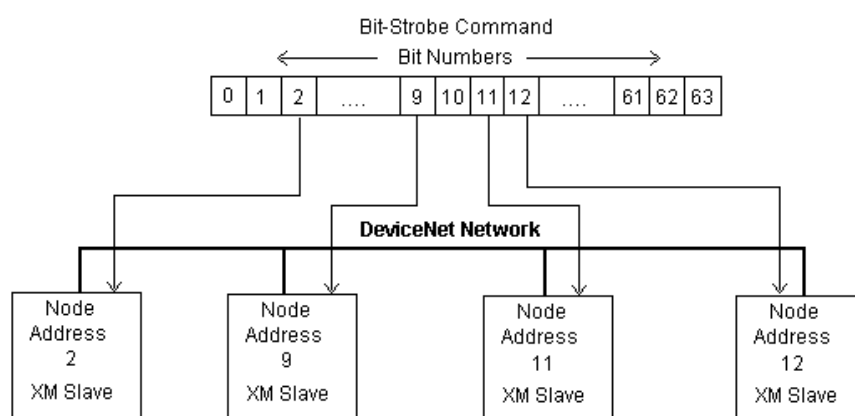 Bit-Strobe Command
Bit Numbers
0 1 2 .... 9 10 11 12 .... 61 62 63
DeviceNet Network
Node Address 2 XM Slave
Node Address 9 XM Slave
Node Address 11 XM Slave
Node Address 12 XM Slave